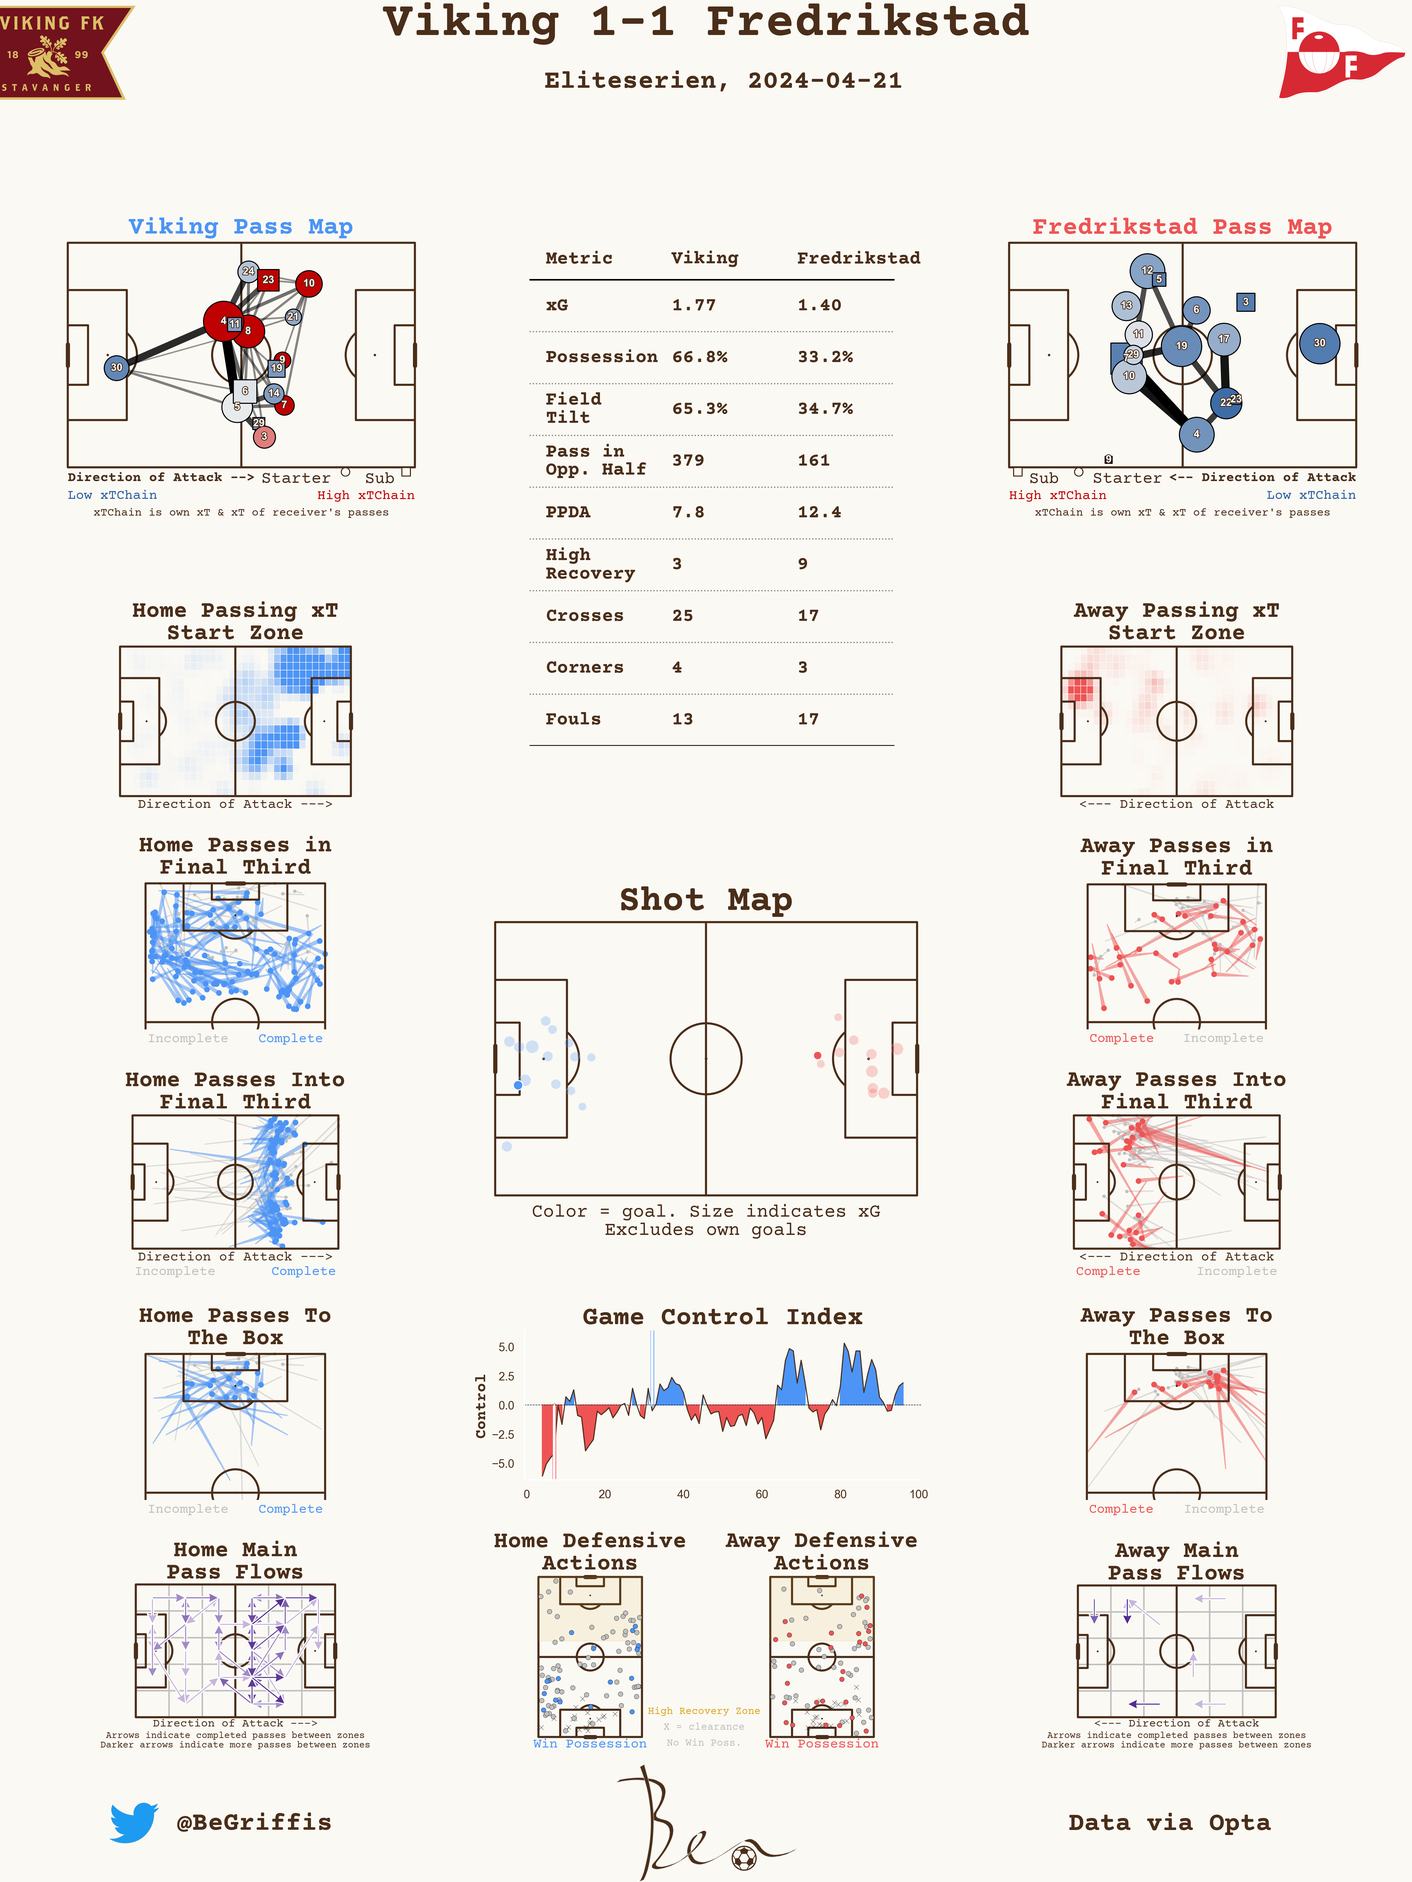 VIKING FK
18 99
STAVANGER
Viking 1-1 Fredrikstad
Eliteserien, 2024-04-21
F
F
Viking Pass Map
24
23
10
4
11
8
21
9
19
30
6
14
5
7
29
3
Direction of Attack --> Starter Sub
Low xTChain High xTChain
xTChain is own xT & xT of receiver's passes
Metric Viking Fredrikstad
xG 1.77 1.40
Possession 66.8% 33.2%
Field
Tilt 65.3% 34.7%
Pass in
Opp. Half 379 161
PPDA 7.8 12.4
High
Recovery 3 9
Crosses 25 17
Corners 4 3
Fouls 13 17
Fredrikstad Pass Map
12
5
13
6
3
11
19
17
30
7
29
10
22
23
4
9
Sub Starter <-- Direction of Attack
High xTChain Low xTChain
xTChain is own xT & xT of receiver's passes
Home Passing xT
Start Zone
Direction of Attack --->
Away Passing xT
Start Zone
<--- Direction of Attack
Home Passes in
Final Third
Incomplete Complete
Away Passes in
Final Third
Complete Incomplete
Shot Map
Color = goal. Size indicates xG
Excludes own goals
Home Passes Into
Final Third
Direction of Attack --->
Incomplete Complete
Away Passes Into
Final Third
<--- Direction of Attack
Complete Incomplete
Home Passes To
The Box
Incomplete Complete
Game Control Index
Control
5.0
2.5
0.0
−2.5
−5.0
0 20 40 60 80 100
Away Passes To
The Box
Complete Incomplete
Home Main
Pass Flows
Direction of Attack --->
Arrows indicate completed passes between zones
Darker arrows indicate more passes between zones
Home Defensive
Actions
Win Possession
High Recovery Zone
X = clearance
No Win Poss.
Away Defensive
Actions
Win Possession
Away Main
Pass Flows
<--- Direction of Attack
Arrows indicate completed passes between zones
Darker arrows indicate more passes between zones
@BeGriffis
Ben
Data via Opta